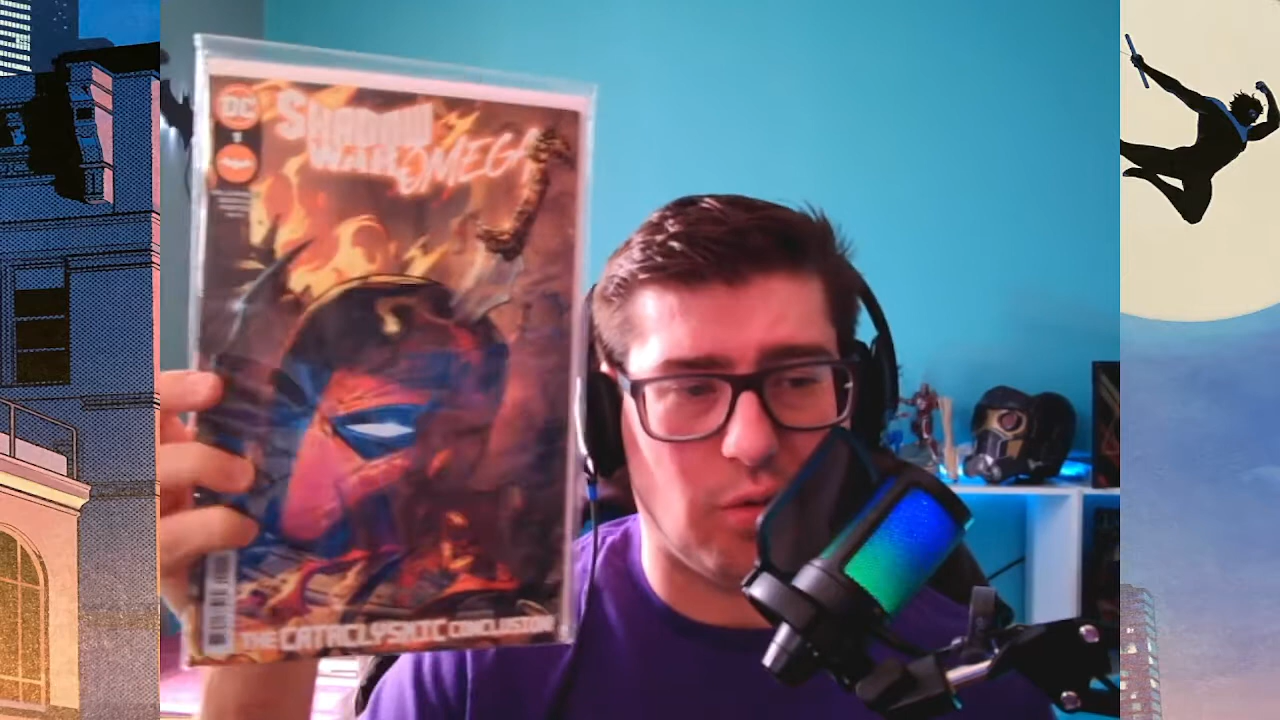 DC
SHADOW
WAR OMEGA
1
THE CATACLYSMIC CONCLUSION!